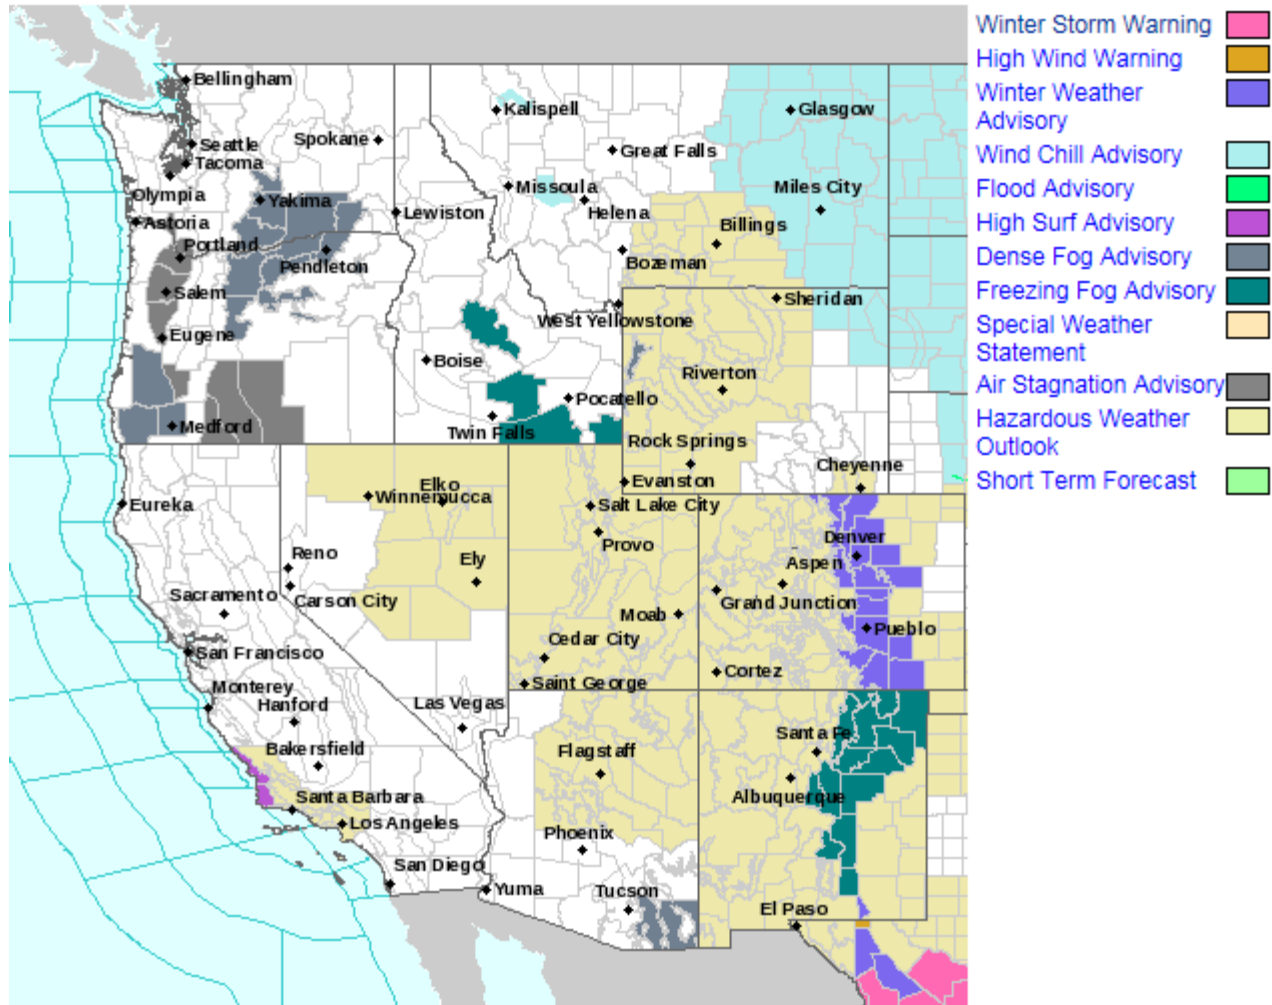 Bellingham
Seattle
Tacoma
Olympia
Astoria
Spokane
Yakima
Lewiston
Portland
Pendleton
Salem
Eugene
Medford
Kalispell
Great Falls
Missoula
Helena
Glasgow
Miles City
Billings
Bozeman
Sheridan
West Yellowstone
Boise
Pocatello
Twin Falls
Riverton
Rock Springs
Evanston
Cheyenne
Eureka
Elko
Winnemucca
Salt Lake City
Provo
Reno
Ely
Carson City
Sacramento
Denver
Aspen
Grand Junction
Moab
Pueblo
Cedar City
Cortez
Saint George
San Francisco
Monterey
Hanford
Las Vegas
Bakersfield
Flagstaff
Santa Fe
Albuquerque
Santa Barbara
Los Angeles
Phoenix
San Diego
Yuma
Tucson
El Paso
Winter Storm Warning
High Wind Warning
Winter Weather
Advisory
Wind Chill Advisory
Flood Advisory
High Surf Advisory
Dense Fog Advisory
Freezing Fog Advisory
Special Weather
Statement
Air Stagnation Advisory
Hazardous Weather
Outlook
Short Term Forecast